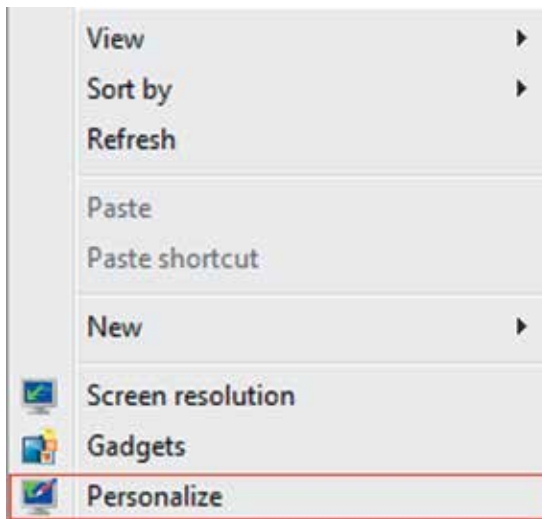 View
Sort by
Refresh
Paste
Paste shortcut
New
Screen resolution
Gadgets
Personalize